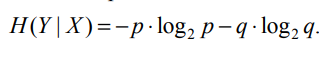 H(Y | X) = −p · log₂ p − q · log₂ q.